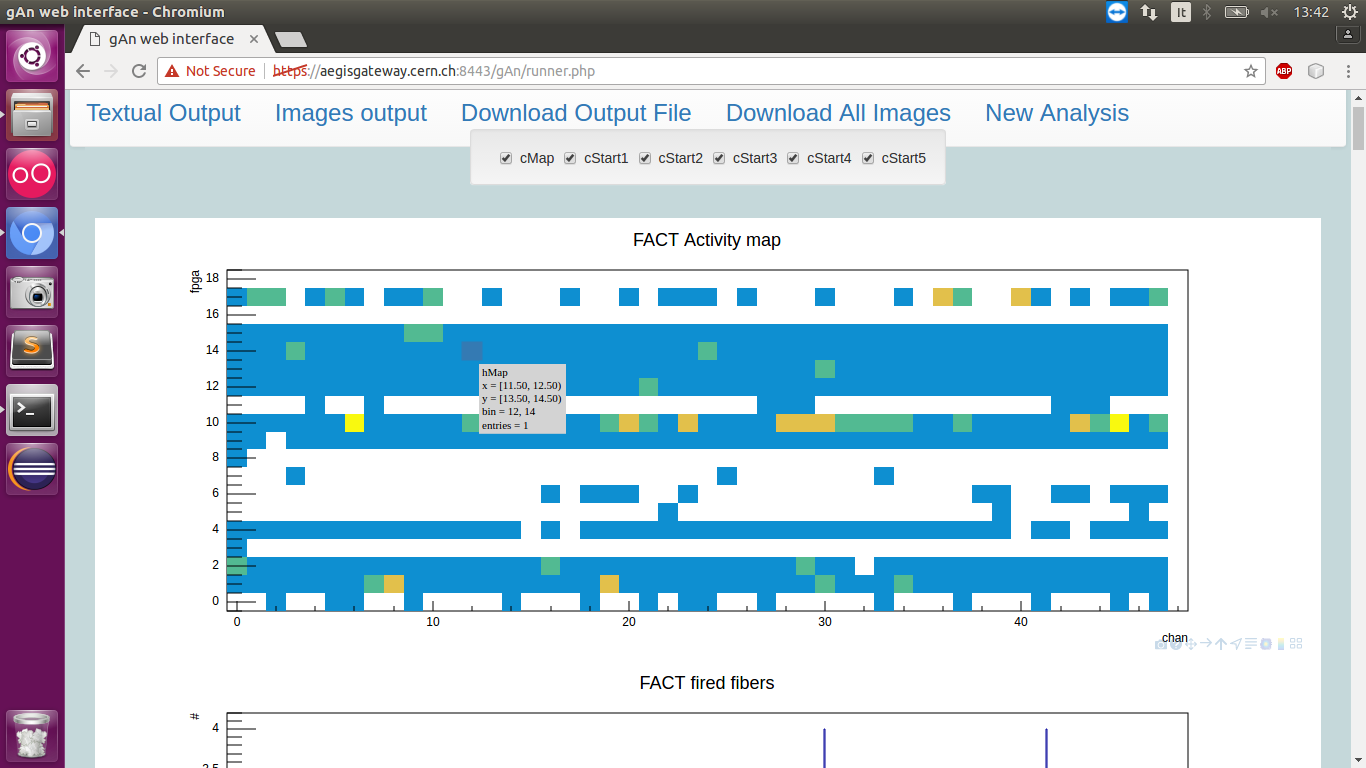 gAn web interface - Chromium
It
13:42
gAn web interface
Not Secure
https://aegisgateway.cern.ch:8443/gAn/runner.php
ABP
Textual Output Images output Download Output File Download All Images New Analysis
cMap cStart1 cStart2 cStart3 cStart4 cStart5
FACT Activity map
fpga
18
16
14
12
10
8
6
4
2
0
hMap
x = [11.50, 12.50)
y = [13.50, 14.50)
bin = 12, 14
entries = 1
0 10 20 30 40
chan
FACT fired fibers
#
4